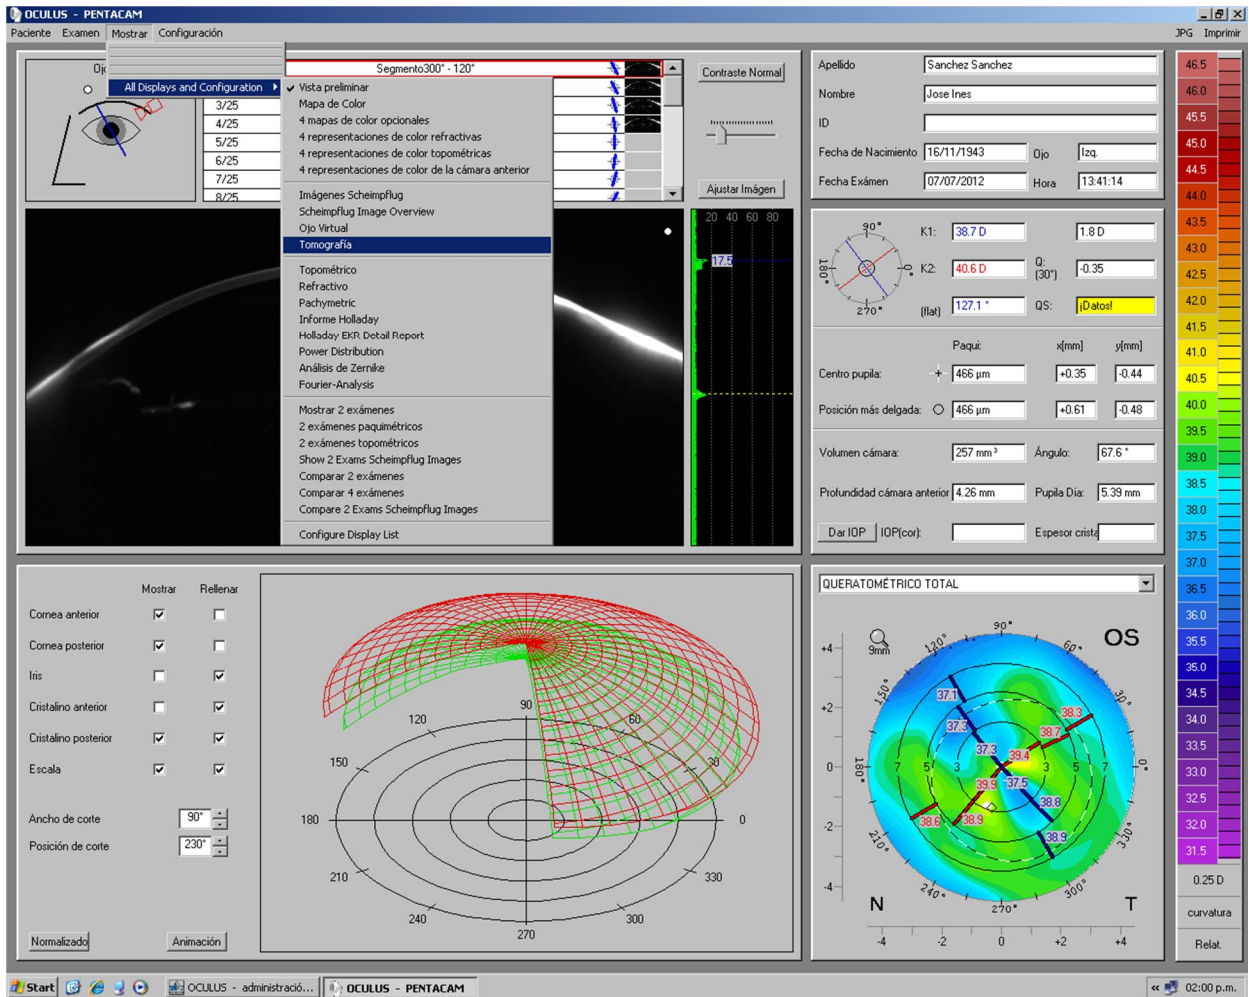 OCULUS - PENTACAM
Paciente Examen Mostrar Configuración JPG Imprimir
Segmento300° - 120°
All Displays and Configuration
3/25
4/25
5/25
6/25
7/25
8/25
Vista preliminar
Mapa de Color
4 mapas de color opcionales
4 representaciones de color refractivas
4 representaciones de color topométricas
4 representaciones de color de la cámara anterior
Imágenes Scheimpflug
Scheimpflug Image Overview
Ojo Virtual
Tomografía
Topométrico
Refractivo
Pachymetric
Informe Holladay
Holladay EKR Detail Report
Power Distribution
Análisis de Zernike
Fourier-Analysis
Mostrar 2 exámenes
2 exámenes paquimétricos
2 exámenes topométricos
Show 2 Exams Scheimpflug Images
Comparar 2 exámenes
Comparar 4 exámenes
Compare 2 Exams Scheimpflug Images
Configure Display List
Contraste Normal
Ajustar Imágen
20 40 60 80
17.5
Apellido Sanchez Sanchez
Nombre Jose Ines
ID
Fecha de Nacimiento 16/11/1943 Ojo Izq.
Fecha Exámen 07/07/2012 Hora 13:41:14
90°
180°
0°
270°
K1: 38.7 D 1.8 D
K2: 40.6 D Q: (30°) -0.35
(flat) 127.1 ° QS: ¡Datos!
Paqui: x[mm] y[mm]
Centro pupila: + 466 µm +0.35 -0.44
Posición más delgada: 466 µm +0.61 -0.48
Volumen cámara: 257 mm³ Ángulo: 67.6 °
Profundidad cámara anterior 4.26 mm Pupila Dia: 5.39 mm
Dar IOP IOP(cor): Espesor crista
46.5
46.0
45.5
45.0
44.5
44.0
43.5
43.0
42.5
42.0
41.5
41.0
40.5
40.0
39.5
39.0
38.5
38.0
37.5
37.0
36.5
36.0
35.5
35.0
34.5
34.0
33.5
33.0
32.5
32.0
31.5
0.25 D
curvatura
Relat.
Mostrar Rellenar
Cornea anterior
Cornea posterior
Iris
Cristalino anterior
Cristalino posterior
Escala
Ancho de corte 90°
Posición de corte 230°
Normalizado Animación
90
120 60
150 30
180 0
210 330
240 300
270
QUERATOMÉTRICO TOTAL
OS
9mm
90°
120° 60°
150° 30°
180° 0°
210° 330°
240° 300°
270°
+4
+2
0
-2
-4
37.1
38.3
37.3 38.7
37.3 39.4
7 5 3 3 5 7
39.9 37.5
38.8
38.6 38.9
38.9
N T
-4 -2 0 +2 +4
Start OCULUS - administració... OCULUS - PENTACAM 02:00 p.m.